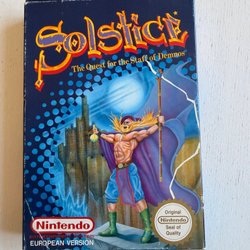 Solstice
The Quest for the Staff of Demnos
Nintendo
EUROPEAN VERSION
Original
Nintendo
Seal of
Quality